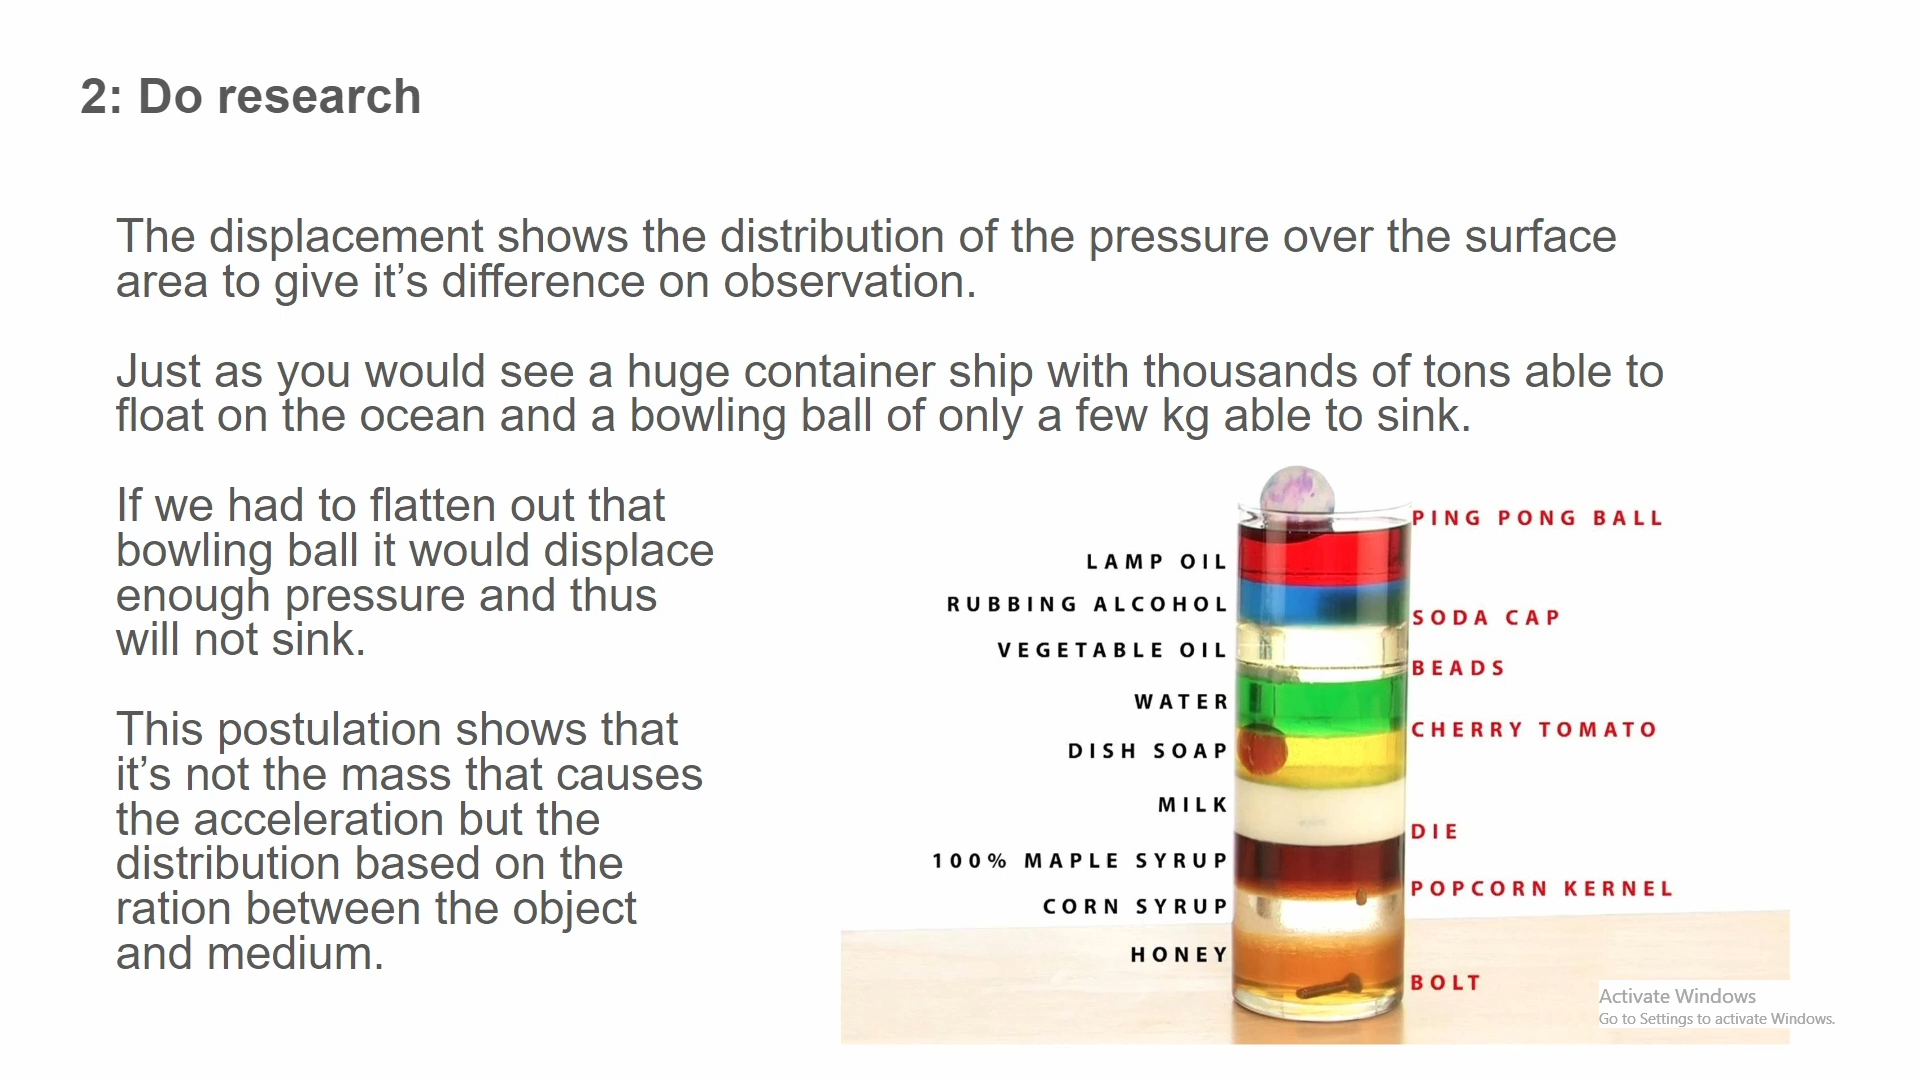 2: Do research
The displacement shows the distribution of the pressure over the surface
area to give it’s difference on observation.
Just as you would see a huge container ship with thousands of tons able to
float on the ocean and a bowling ball of only a few kg able to sink.
If we had to flatten out that
bowling ball it would displace
enough pressure and thus
will not sink.
This postulation shows that
it’s not the mass that causes
the acceleration but the
distribution based on the
ration between the object
and medium.
PING PONG BALL
LAMP OIL
RUBBING ALCOHOL
SODA CAP
VEGETABLE OIL
BEADS
WATER
CHERRY TOMATO
DISH SOAP
MILK
DIE
100% MAPLE SYRUP
POPCORN KERNEL
CORN SYRUP
HONEY
BOLT
Activate Windows
Go to Settings to activate Windows.